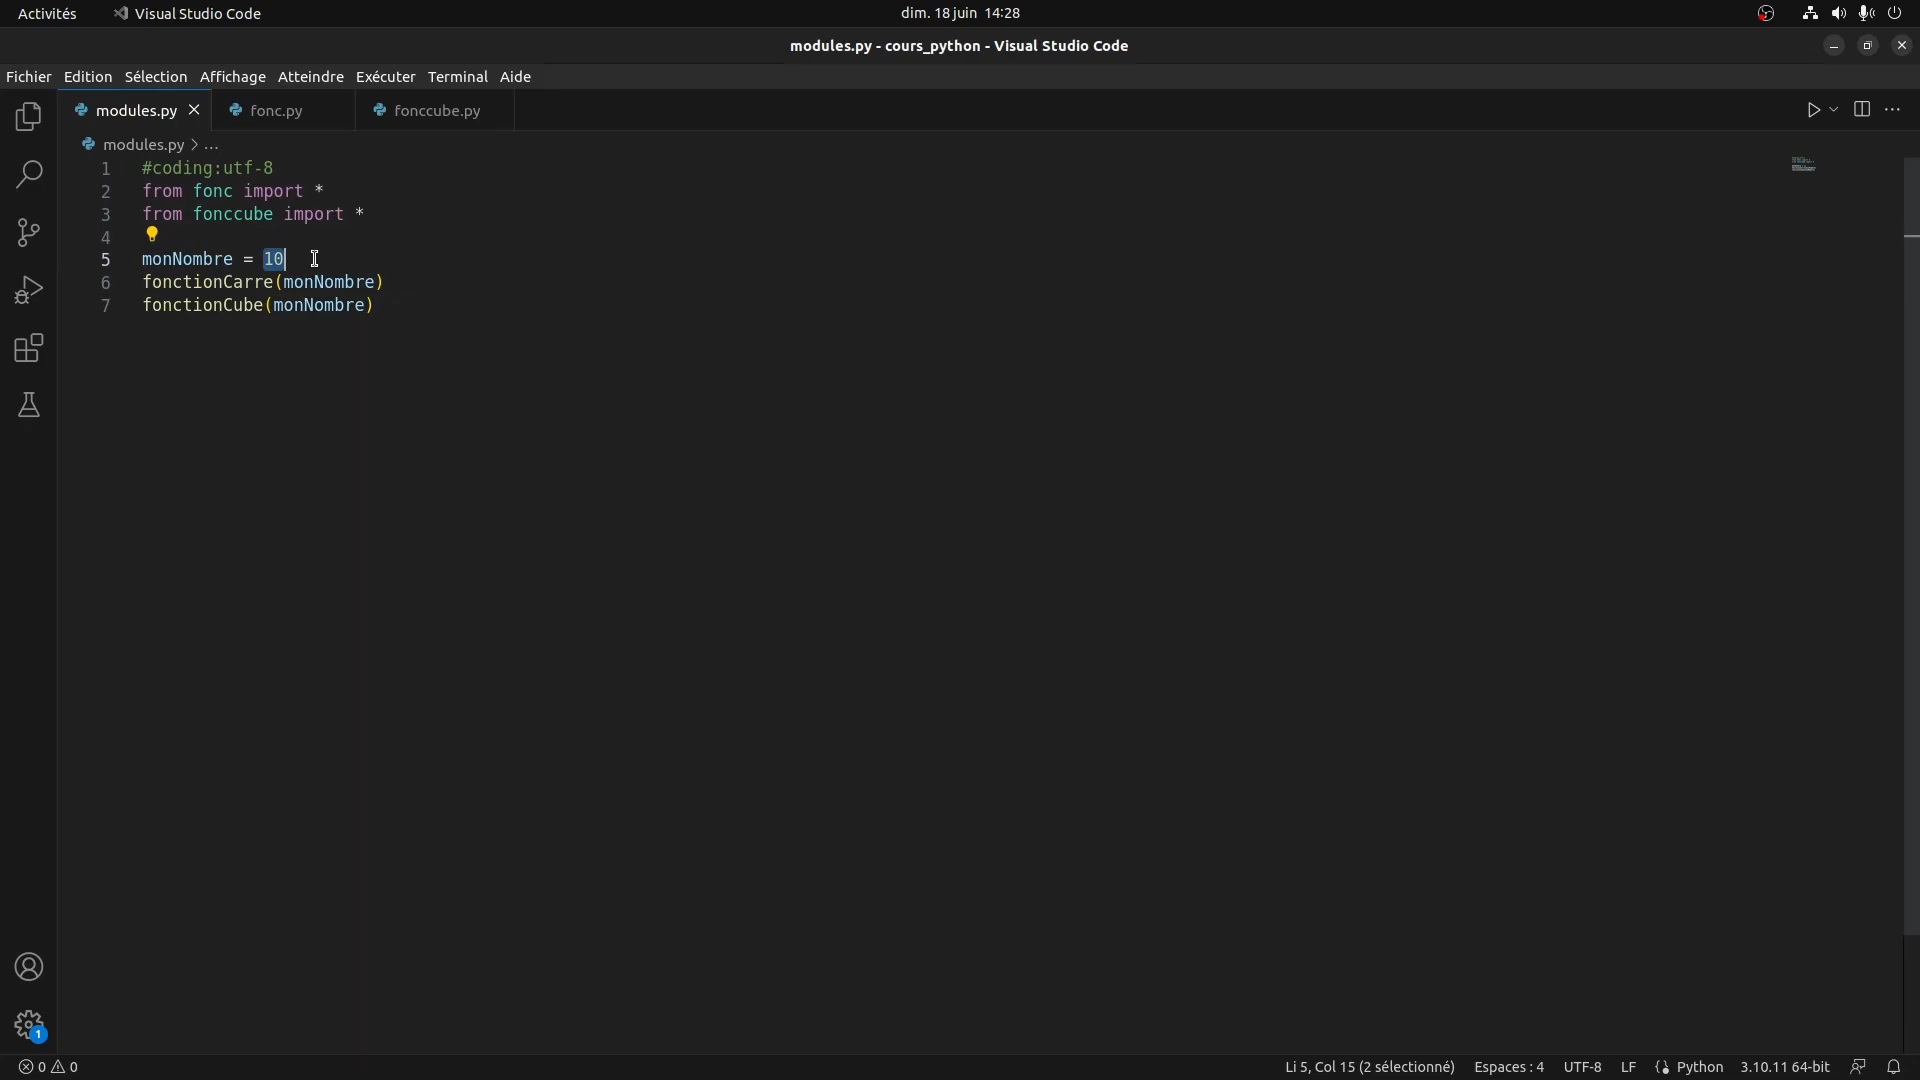 Activités Visual Studio Code dim. 18 juin 14:28
modules.py - cours_python - Visual Studio Code
Fichier Edition Sélection Affichage Atteindre Exécuter Terminal Aide
modules.py fonc.py fonccube.py
modules.py > ...
1 #coding:utf-8
2 from fonc import *
3 from fonccube import *
4
5 monNombre = 10
6 fonctionCarre(monNombre)
7 fonctionCube(monNombre)
1
0 0 Li 5, Col 15 (2 sélectionné) Espaces : 4 UTF-8 LF Python 3.10.11 64-bit